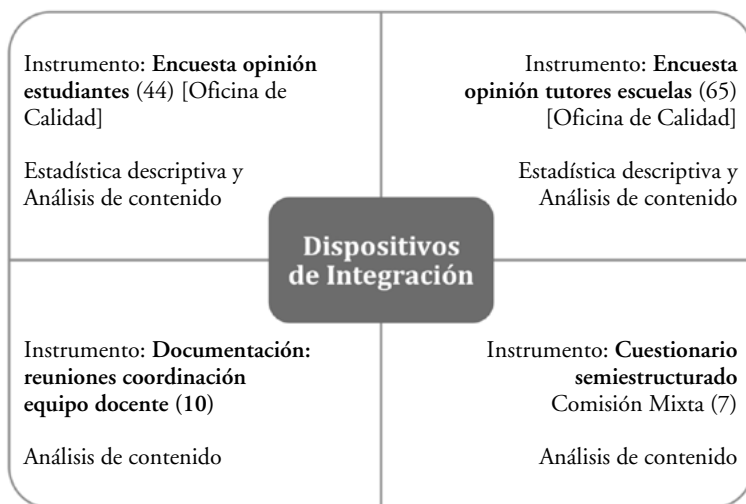 Instrumento: Encuesta opinión
estudiantes (44) [Oficina de
Calidad]
Estadística descriptiva y
Análisis de contenido
Instrumento: Encuesta
opinión tutores escuelas (65)
[Oficina de Calidad]
Estadística descriptiva y
Análisis de contenido
Dispositivos
de Integración
Instrumento: Documentación:
reuniones coordinación
equipo docente (10)
Análisis de contenido
Instrumento: Cuestionario
semiestructurado
Comisión Mixta (7)
Análisis de contenido